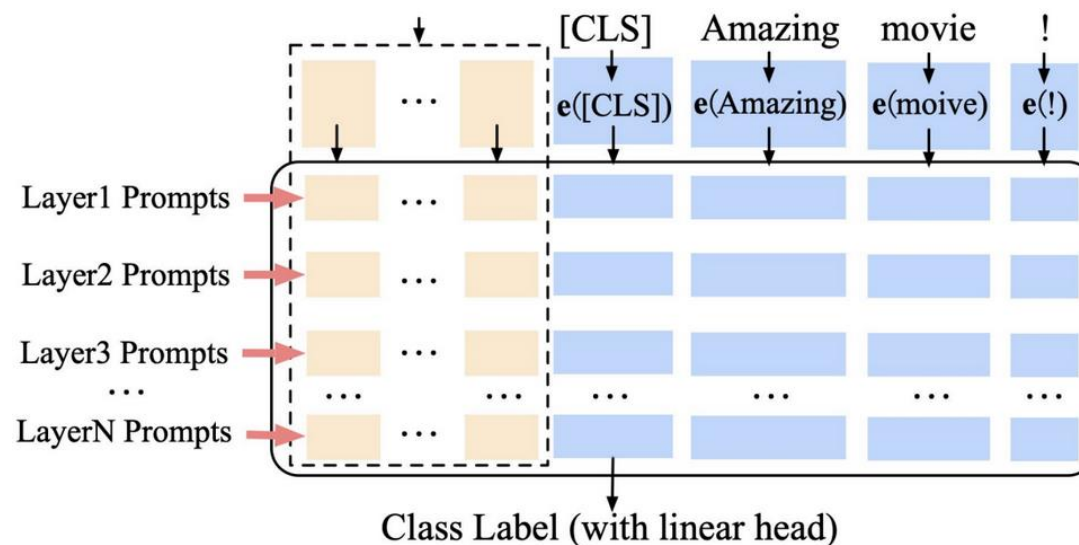 [CLS] Amazing movie !
... e([CLS]) e(Amazing) e(moive) e(!)
Layer1 Prompts ...
Layer2 Prompts ...
Layer3 Prompts ...
... ... ... ... ... ... ...
LayerN Prompts ...
Class Label (with linear head)